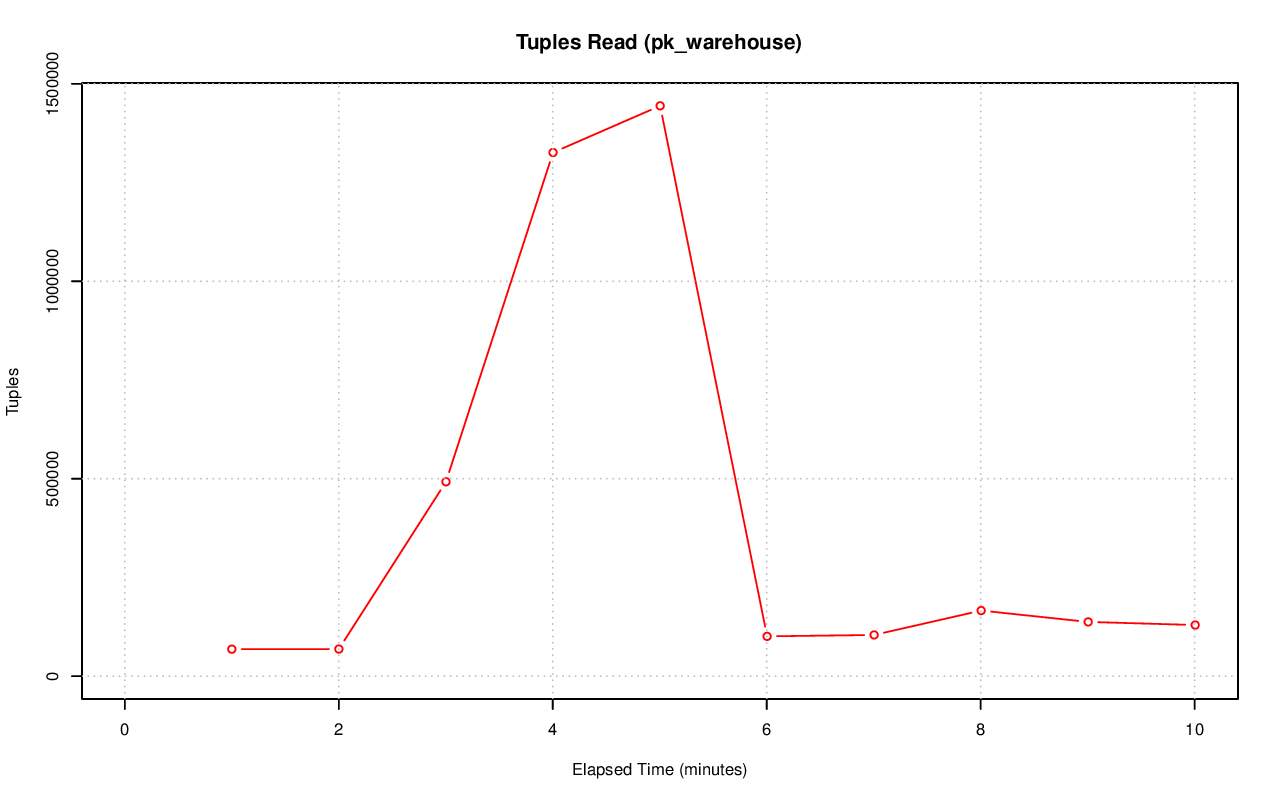 Tuples Read (pk_warehouse)
Tuples
1500000
1000000
500000
0
0 2 4 6 8 10
Elapsed Time (minutes)